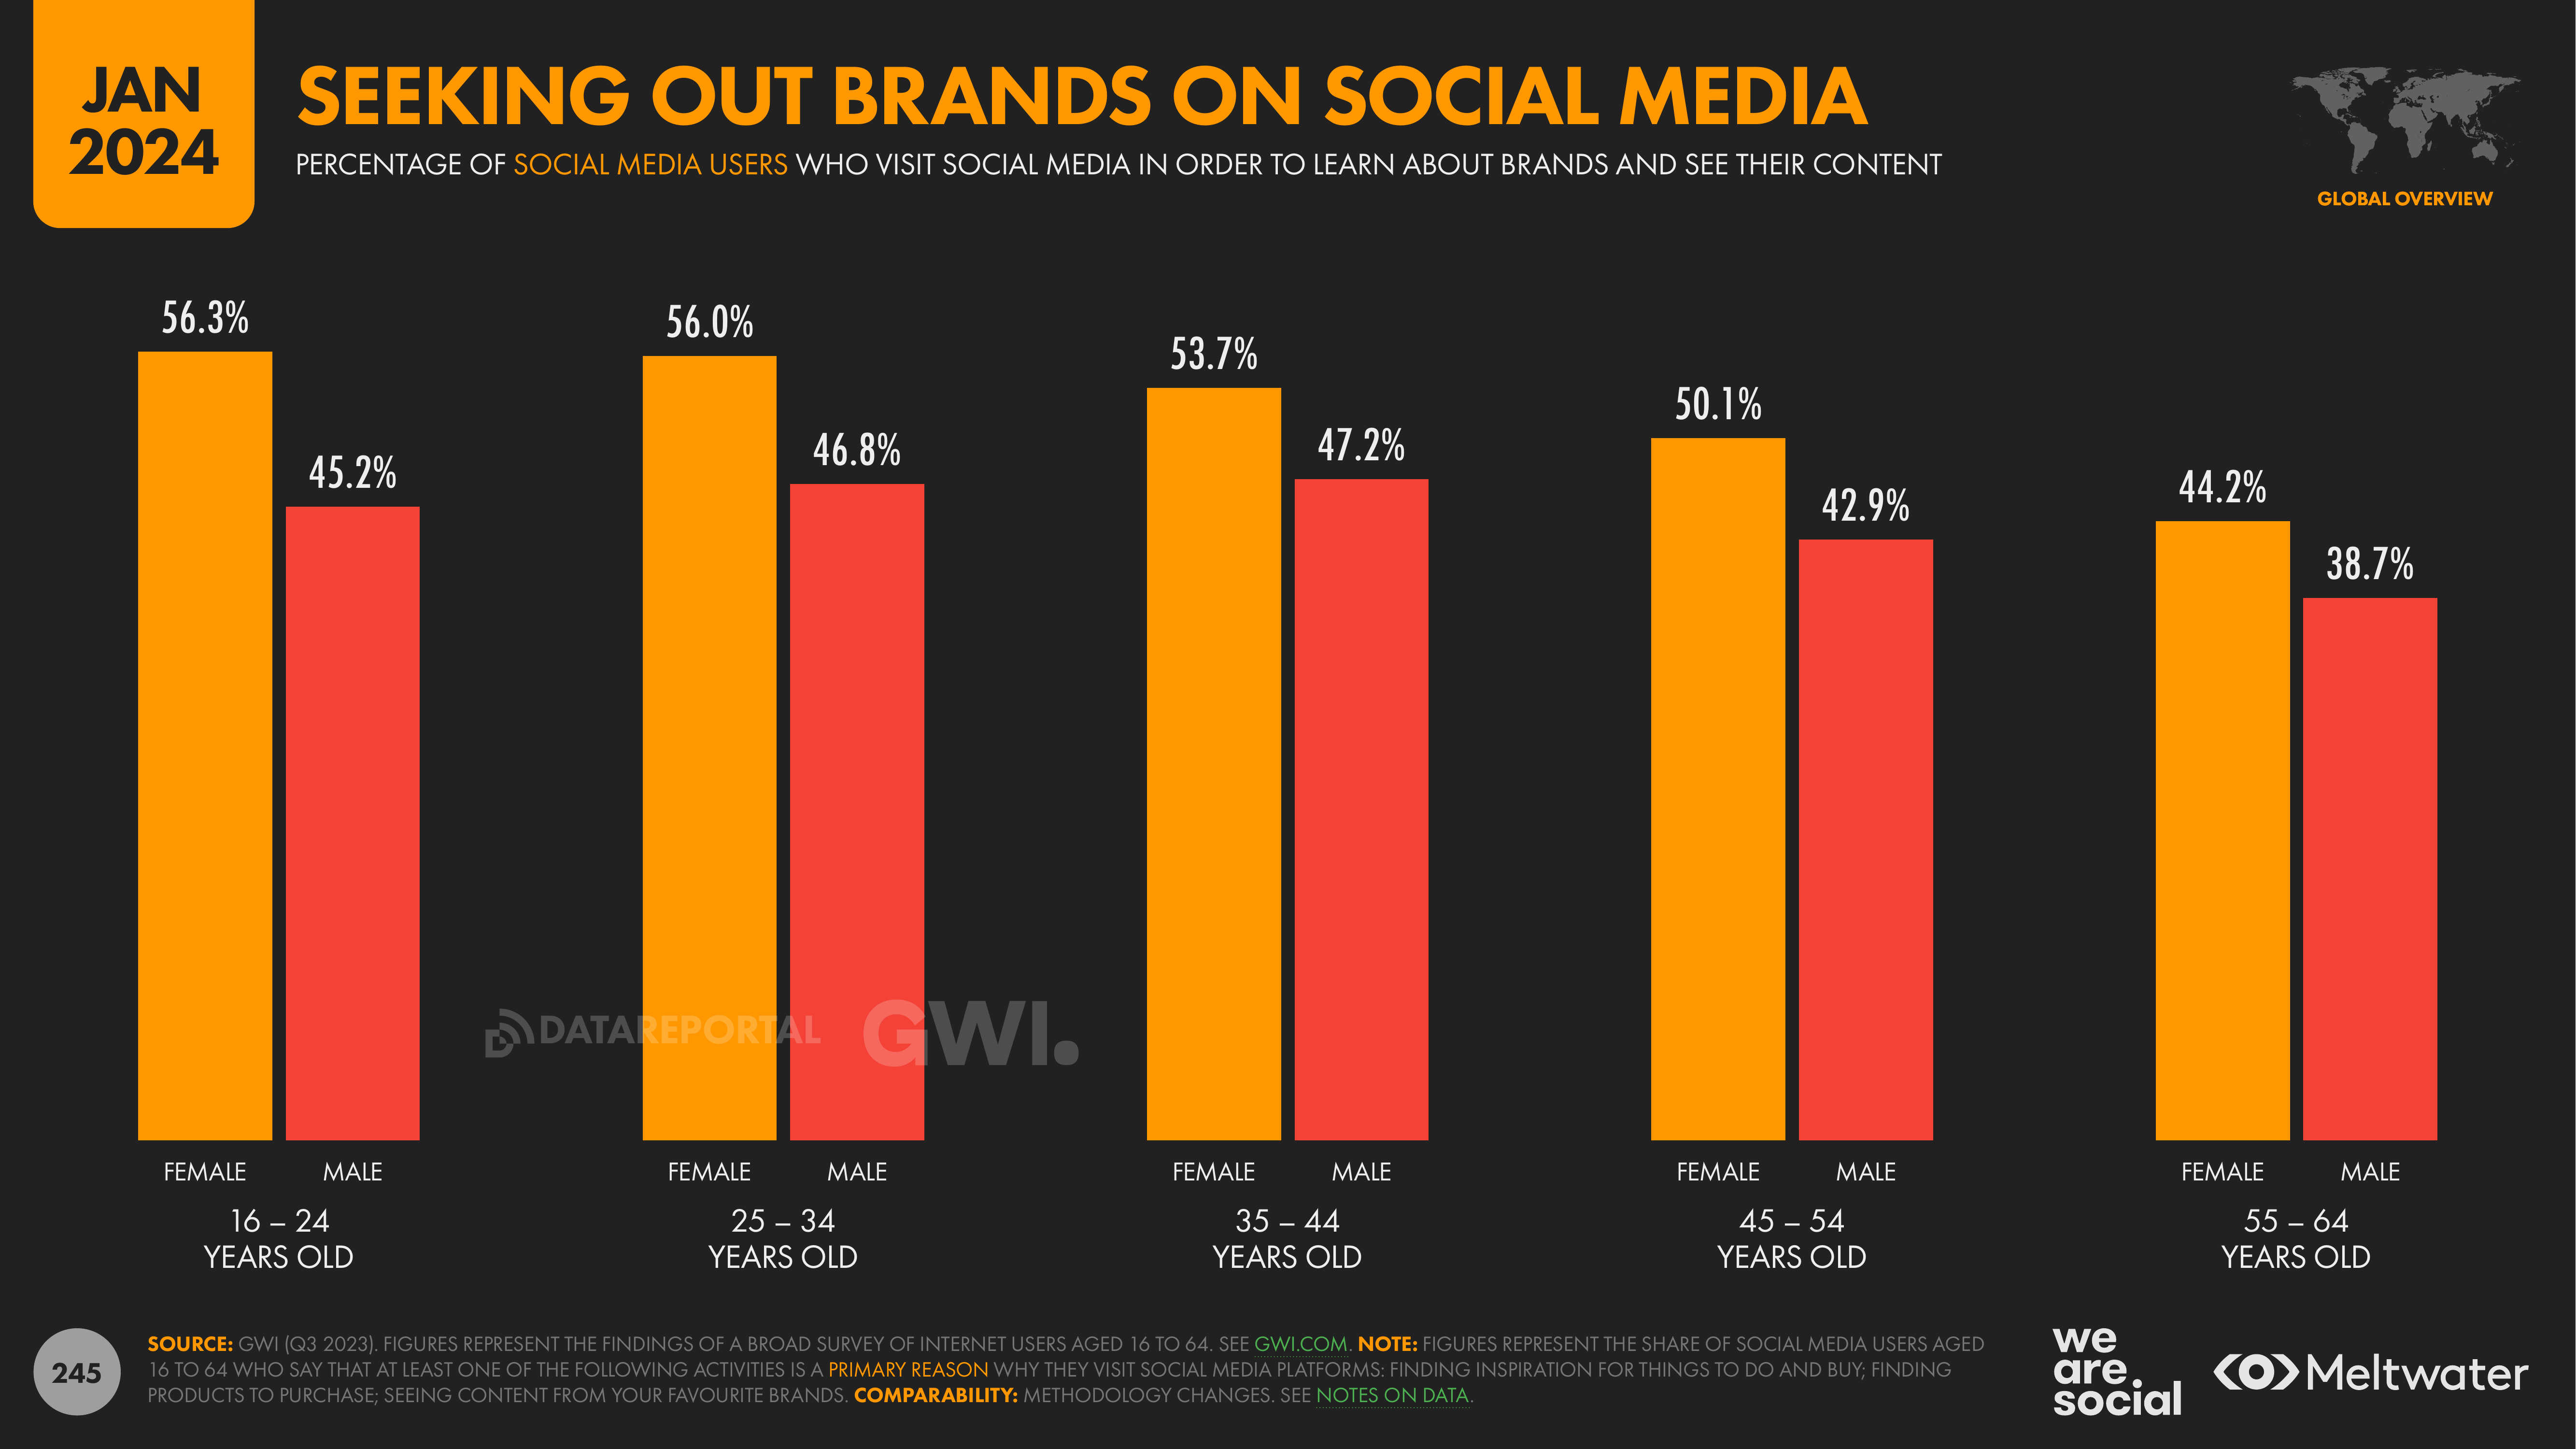 JAN
2024
SEEKING OUT BRANDS ON SOCIAL MEDIA
PERCENTAGE OF SOCIAL MEDIA USERS WHO VISIT SOCIAL MEDIA IN ORDER TO LEARN ABOUT BRANDS AND SEE THEIR CONTENT
GLOBAL OVERVIEW
56.3%
45.2%
56.0%
46.8%
53.7%
47.2%
50.1%
42.9%
44.2%
38.7%
DATAREPORTAL
GWI.
FEMALE MALE
16 – 24
YEARS OLD
FEMALE MALE
25 – 34
YEARS OLD
FEMALE MALE
35 – 44
YEARS OLD
FEMALE MALE
45 – 54
YEARS OLD
FEMALE MALE
55 – 64
YEARS OLD
245
SOURCE: GWI (Q3 2023). FIGURES REPRESENT THE FINDINGS OF A BROAD SURVEY OF INTERNET USERS AGED 16 TO 64. SEE GWI.COM. NOTE: FIGURES REPRESENT THE SHARE OF SOCIAL MEDIA USERS AGED
16 TO 64 WHO SAY THAT AT LEAST ONE OF THE FOLLOWING ACTIVITIES IS A PRIMARY REASON WHY THEY VISIT SOCIAL MEDIA PLATFORMS: FINDING INSPIRATION FOR THINGS TO DO AND BUY; FINDING
PRODUCTS TO PURCHASE; SEEING CONTENT FROM YOUR FAVOURITE BRANDS. COMPARABILITY: METHODOLOGY CHANGES. SEE NOTES ON DATA.
we
are
social
Meltwater